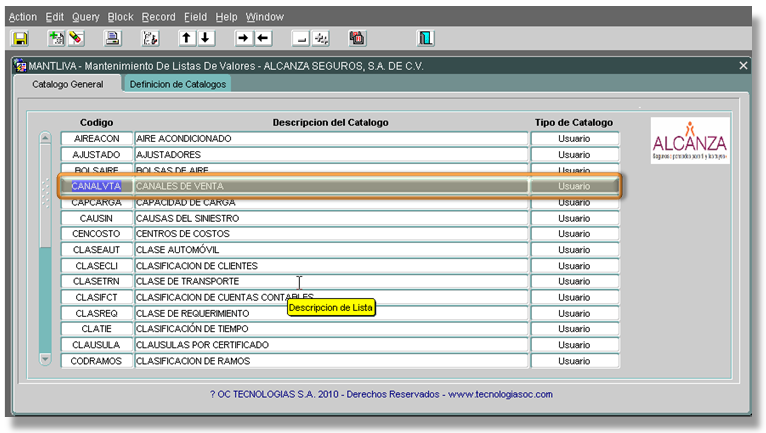 Action Edit Query Block Record Field Help Window
MANTLIVA - Mantenimiento De Listas De Valores - ALCANZA SEGUROS, S.A. DE C.V.
Catalogo General Definicion de Catalogos
Codigo Descripcion del Catalogo Tipo de Catalogo
AIREACON AIRE ACONDICIONADO Usuario
AJUSTADO AJUSTADORES Usuario
BOLSAIRE BOLSAS DE AIRE
CANALVTA CANALES DE VENTA Usuario
CAPCARGA CAPACIDAD DE CARGA Usuario
CAUSIN CAUSAS DEL SINIESTRO Usuario
CENCOSTO CENTROS DE COSTOS Usuario
CLASEAUT CLASE AUTOMÓVIL Usuario
CLASECLI CLASIFICACION DE CLIENTES Usuario
CLASETRN CLASE DE TRANSPORTE Usuario
CLASIFCT CLASIFICACION DE CUENTAS CONTABLES Usuario
Descripcion de Lista
CLASREQ CLASE DE REQUERIMIENTO Usuario
CLATIE CLASIFICACIÓN DE TIEMPO Usuario
CLAUSULA CLAUSULAS POR CERTIFICADO Usuario
CODRAMOS CLASIFICACION DE RAMOS Usuario
ALCANZA
? OC TECNOLOGIAS S.A. 2010 - Derechos Reservados - www.tecnologiasoc.com